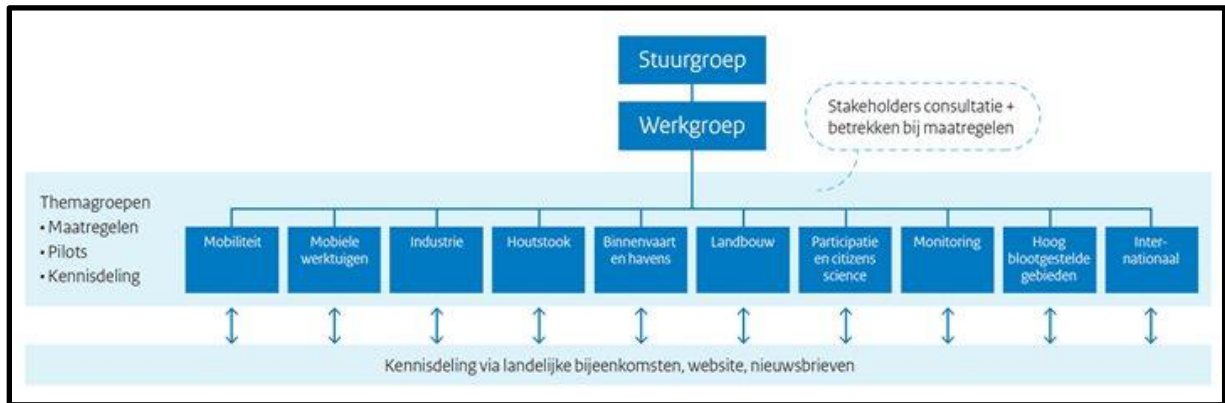 Stuurgroep
Werkgroep
Stakeholders consultatie +
betrekken bij maatregelen
Themagroepen
• Maatregelen
• Pilots
• Kennisdeling
Mobiliteit
Mobiele
werktuigen
Industrie
Houtstook
Binnenvaart
en havens
Landbouw
Participatie
en citizens
science
Monitoring
Hoog
blootgestelde
gebieden
Inter-
nationaal
Kennisdeling via landelijke bijeenkomsten, website, nieuwsbrieven